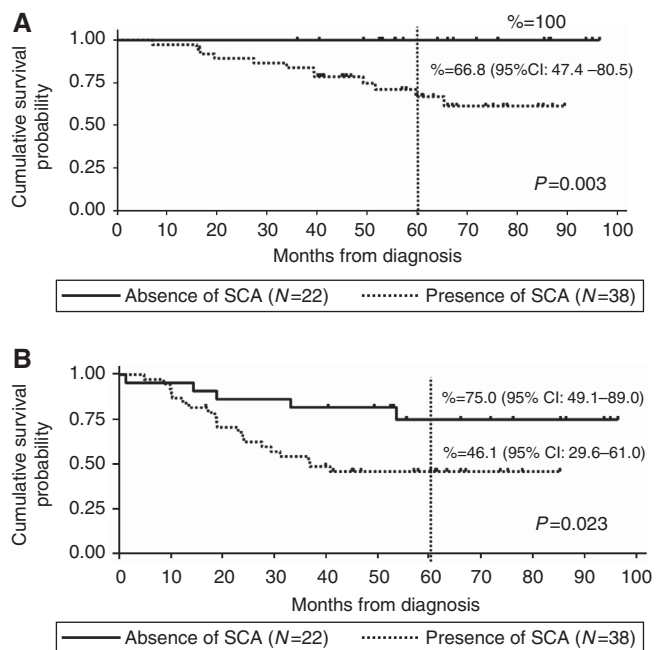 A
Cumulative survival
probability
1.00
0.75
0.50
0.25
0.00
%=100
%=66.8 (95%CI: 47.4 –80.5)
P=0.003
0 10 20 30 40 50 60 70 80 90 100
Months from diagnosis
Absence of SCA (N=22) Presence of SCA (N=38)
B
Cumulative survival
probability
1.00
0.75
0.50
0.25
0.00
%=75.0 (95% CI: 49.1–89.0)
%=46.1 (95% CI: 29.6–61.0)
P=0.023
0 10 20 30 40 50 60 70 80 90 100
Months from diagnosis
Absence of SCA (N=22) Presence of SCA (N=38)